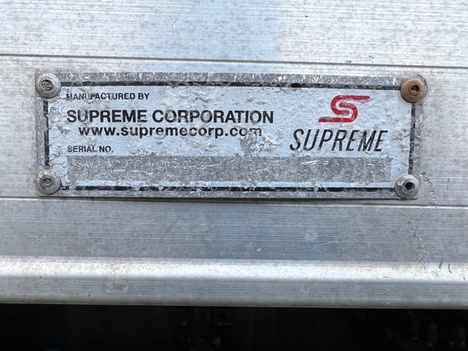 MANUFACTURED BY
SUPREME CORPORATION
www.supremecorp.com
SERIAL NO.
S
SUPREME